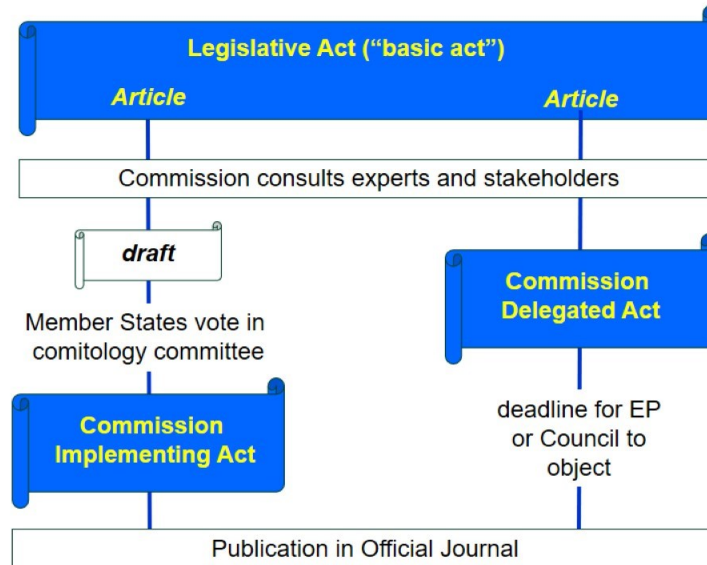 Legislative Act (“basic act”)
Article
Article
Commission consults experts and stakeholders
draft
Member States vote in
comitology committee
Commission
Implementing Act
Commission
Delegated Act
deadline for EP
or Council to
object
Publication in Official Journal